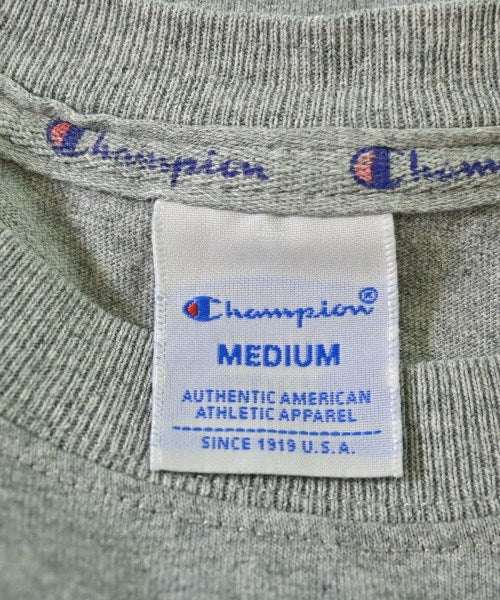 Champion Champion
Champion®
MEDIUM
AUTHENTIC AMERICAN
ATHLETIC APPAREL
SINCE 1919 U.S.A.